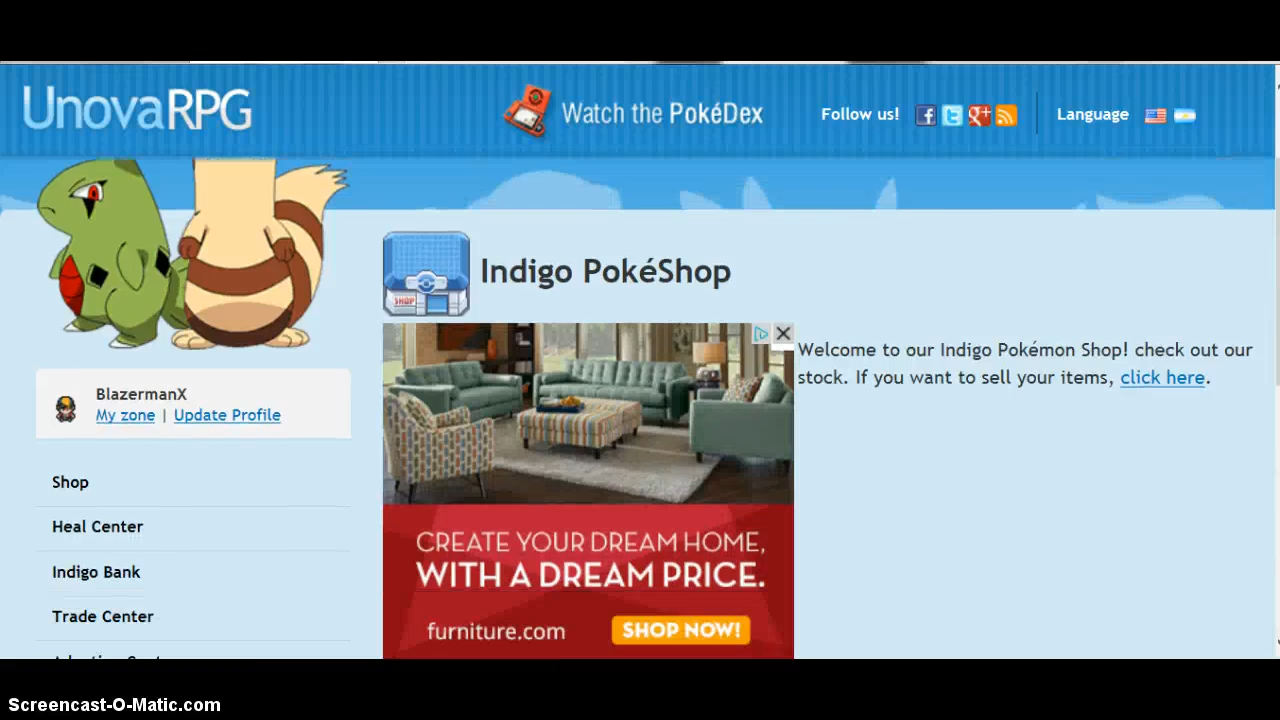 UnovaRPG
Watch the PokéDex
Follow us!
Language
Indigo PokéShop
SHOP
Welcome to our Indigo Pokémon Shop! check out our
stock. If you want to sell your items, click here.
BlazermanX
My zone | Update Profile
Shop
Heal Center
Indigo Bank
Trade Center
CREATE YOUR DREAM HOME,
WITH A DREAM PRICE.
furniture.com
SHOP NOW!
Screencast-O-Matic.com